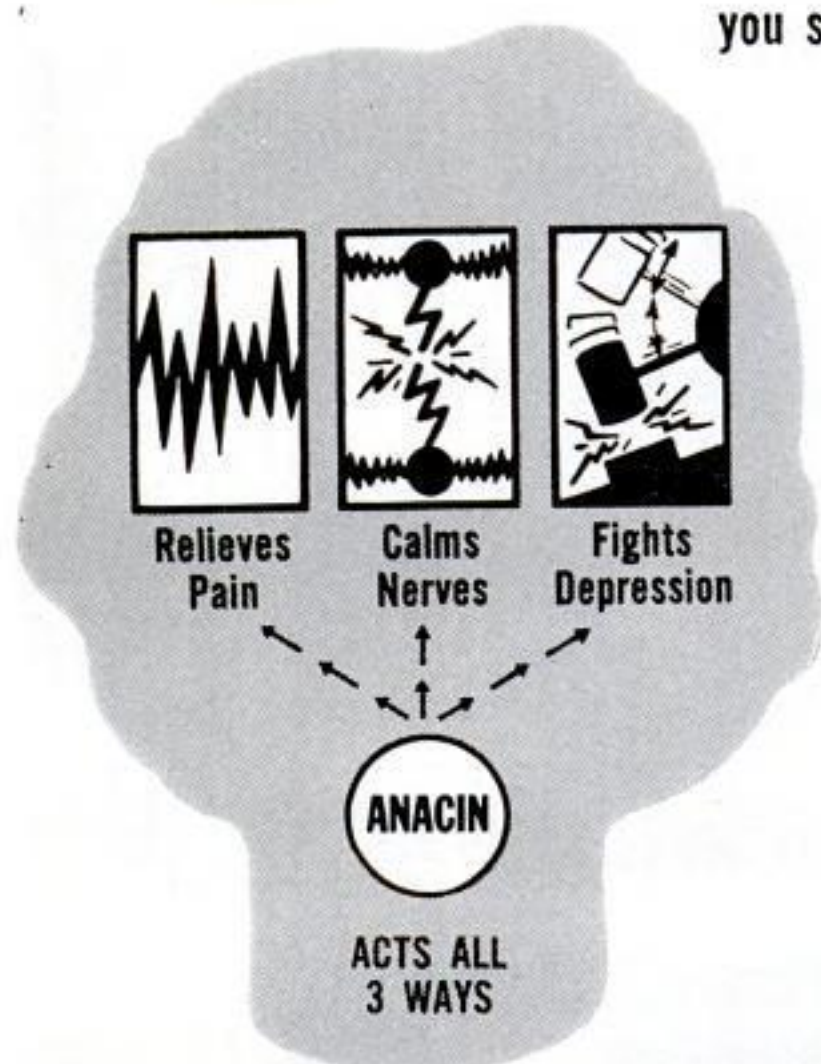 you s
Relieves
Pain
Calms
Nerves
Fights
Depression
ANACIN
ACTS ALL
3 WAYS